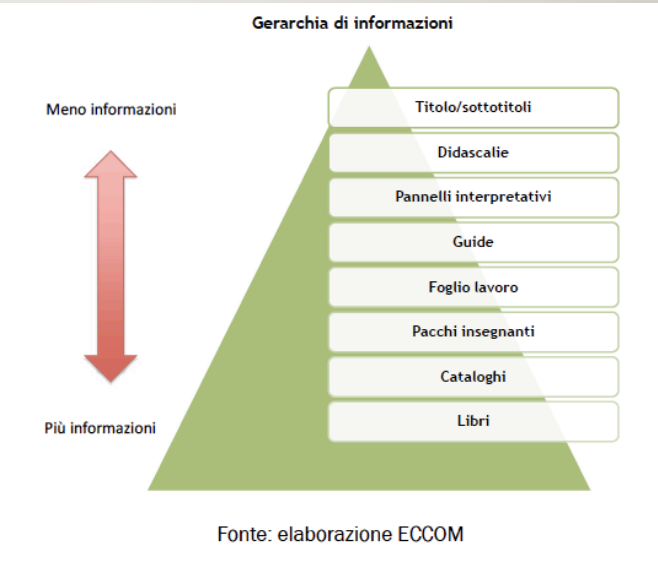 Gerarchia di informazioni
Meno informazioni
Titolo/sottotitoli
Didascalie
Pannelli interpretativi
Guide
Foglio lavoro
Pacchi insegnanti
Cataloghi
Libri
Più informazioni
Fonte: elaborazione ECCOM